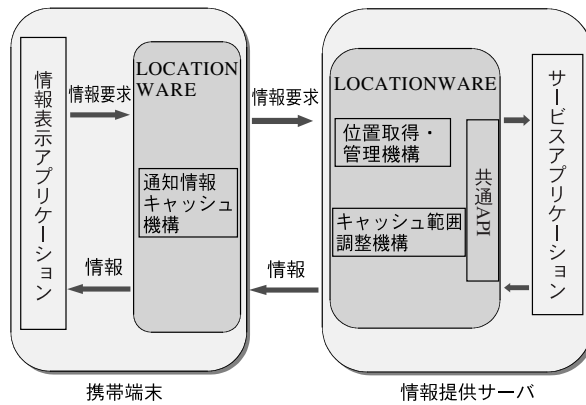 情報表示アプリケーション
情報要求
情報
LOCATION
WARE
通知情報
キャッシュ
機構
携帯端末
情報要求
情報
LOCATIONWARE
位置取得・
管理機構
キャッシュ範囲
調整機構
共通API
サービスアプリケーション
情報提供サーバ